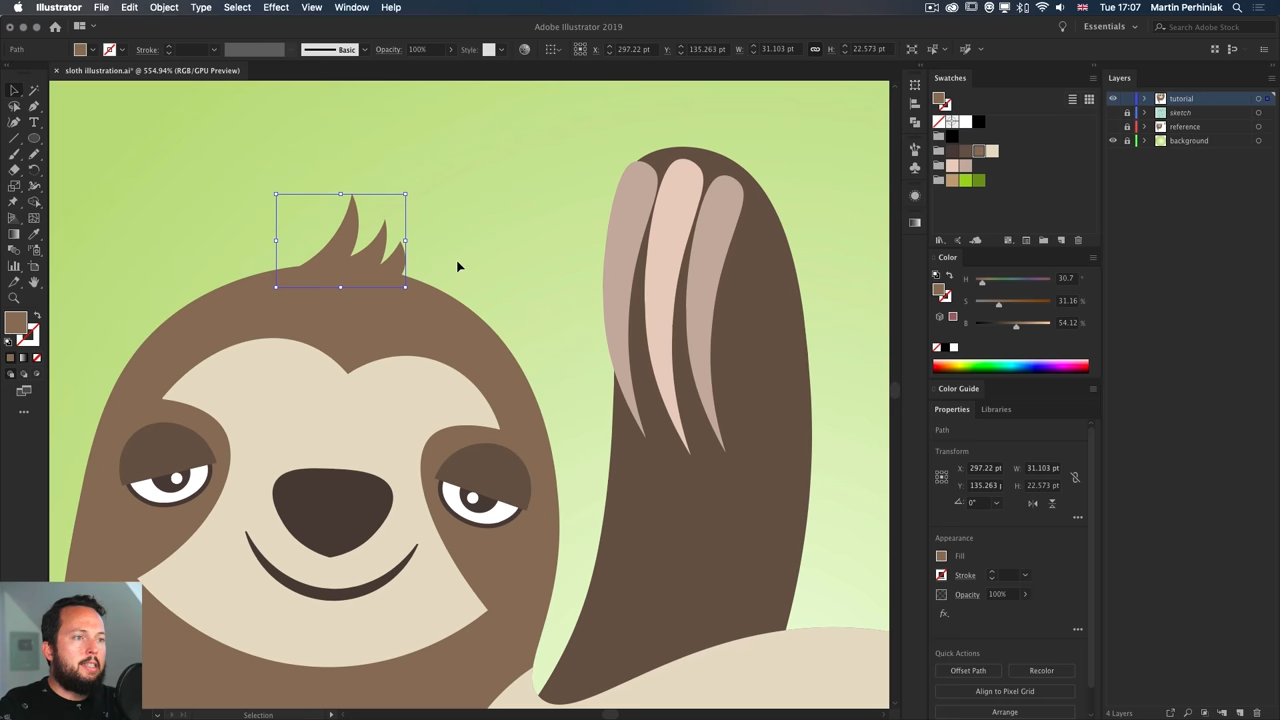 Illustrator File Edit Object Type Select Effect View Window Help Tue 17:07 Martin Perhiniak
Adobe Illustrator 2019 Essentials Search Adobe Stock
Path Stroke: Basic Opacity: 100% Style: X: 297.22 pt Y: 135.263 pt W: 31.103 pt H: 22.573 pt
sloth illustration.ai* @ 554.94% (RGB/GPU Preview)
Swatches
Layers
tutorial
sketch
reference
background
Color
H 30.7 °
S 31.16 %
B 54.12 %
Color Guide
Properties Libraries
Path
Transform
X: 297.22 pt W: 31.103 pt
Y: 135.263 p H: 22.573 pt
0°
Appearance
Fill
Stroke
Opacity 100%
fx.
Quick Actions
Offset Path Recolor
Align to Pixel Grid
Arrange
Selection
4 Layers